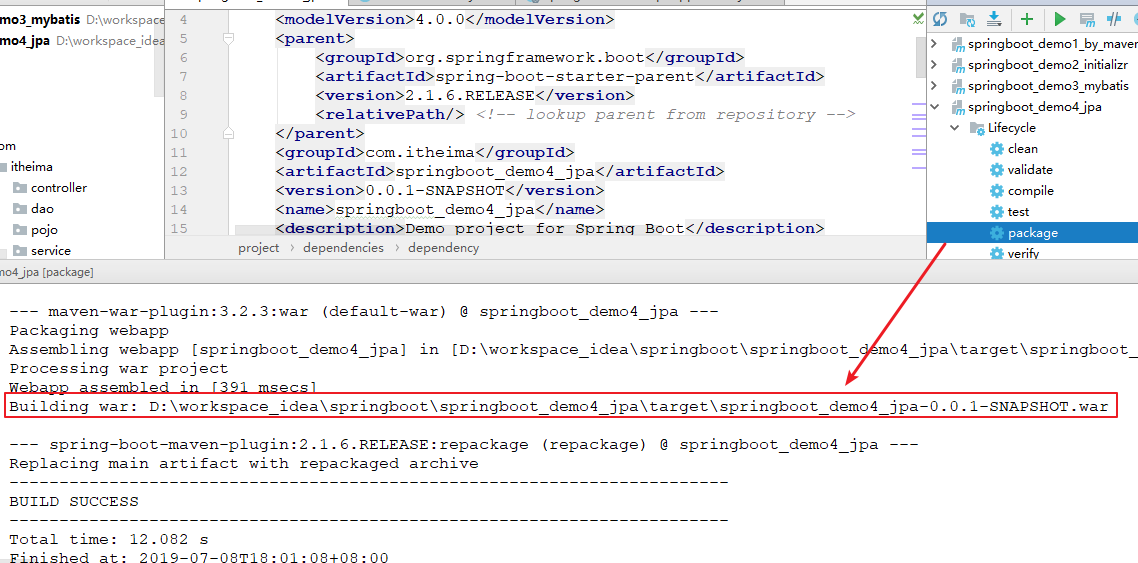 mo3_mybatis D:\workspace
mo4_jpa D:\workspace_idea
om
itheima
controller
dao
pojo
service
4 <modelVersion>4.0.0</modelVersion>
5 <parent>
6 <groupId>org.springframework.boot</groupId>
7 <artifactId>spring-boot-starter-parent</artifactId>
8 <version>2.1.6.RELEASE</version>
9 <relativePath/> <!-- lookup parent from repository -->
10 </parent>
11 <groupId>com.itheima</groupId>
12 <artifactId>springboot_demo4_jpa</artifactId>
13 <version>0.0.1-SNAPSHOT</version>
14 <name>springboot_demo4_jpa</name>
15 <description>Demo project for Spring Boot</description>
project › dependencies › dependency
springboot_demo1_by_maven
springboot_demo2_initializr
springboot_demo3_mybatis
springboot_demo4_jpa
Lifecycle
clean
validate
compile
test
package
verify
mo4_jpa [package]
--- maven-war-plugin:3.2.3:war (default-war) @ springboot_demo4_jpa ---
Packaging webapp
Assembling webapp [springboot_demo4_jpa] in [D:\workspace_idea\springboot\springboot_demo4_jpa\target\springboot_
Processing war project
Webapp assembled in [391 msecs]
Building war: D:\workspace_idea\springboot\springboot_demo4_jpa\target\springboot_demo4_jpa-0.0.1-SNAPSHOT.war
--- spring-boot-maven-plugin:2.1.6.RELEASE:repackage (repackage) @ springboot_demo4_jpa ---
Replacing main artifact with repackaged archive
------------------------------------------------------------------------
BUILD SUCCESS
------------------------------------------------------------------------
Total time: 12.082 s
Finished at: 2019-07-08T18:01:08+08:00